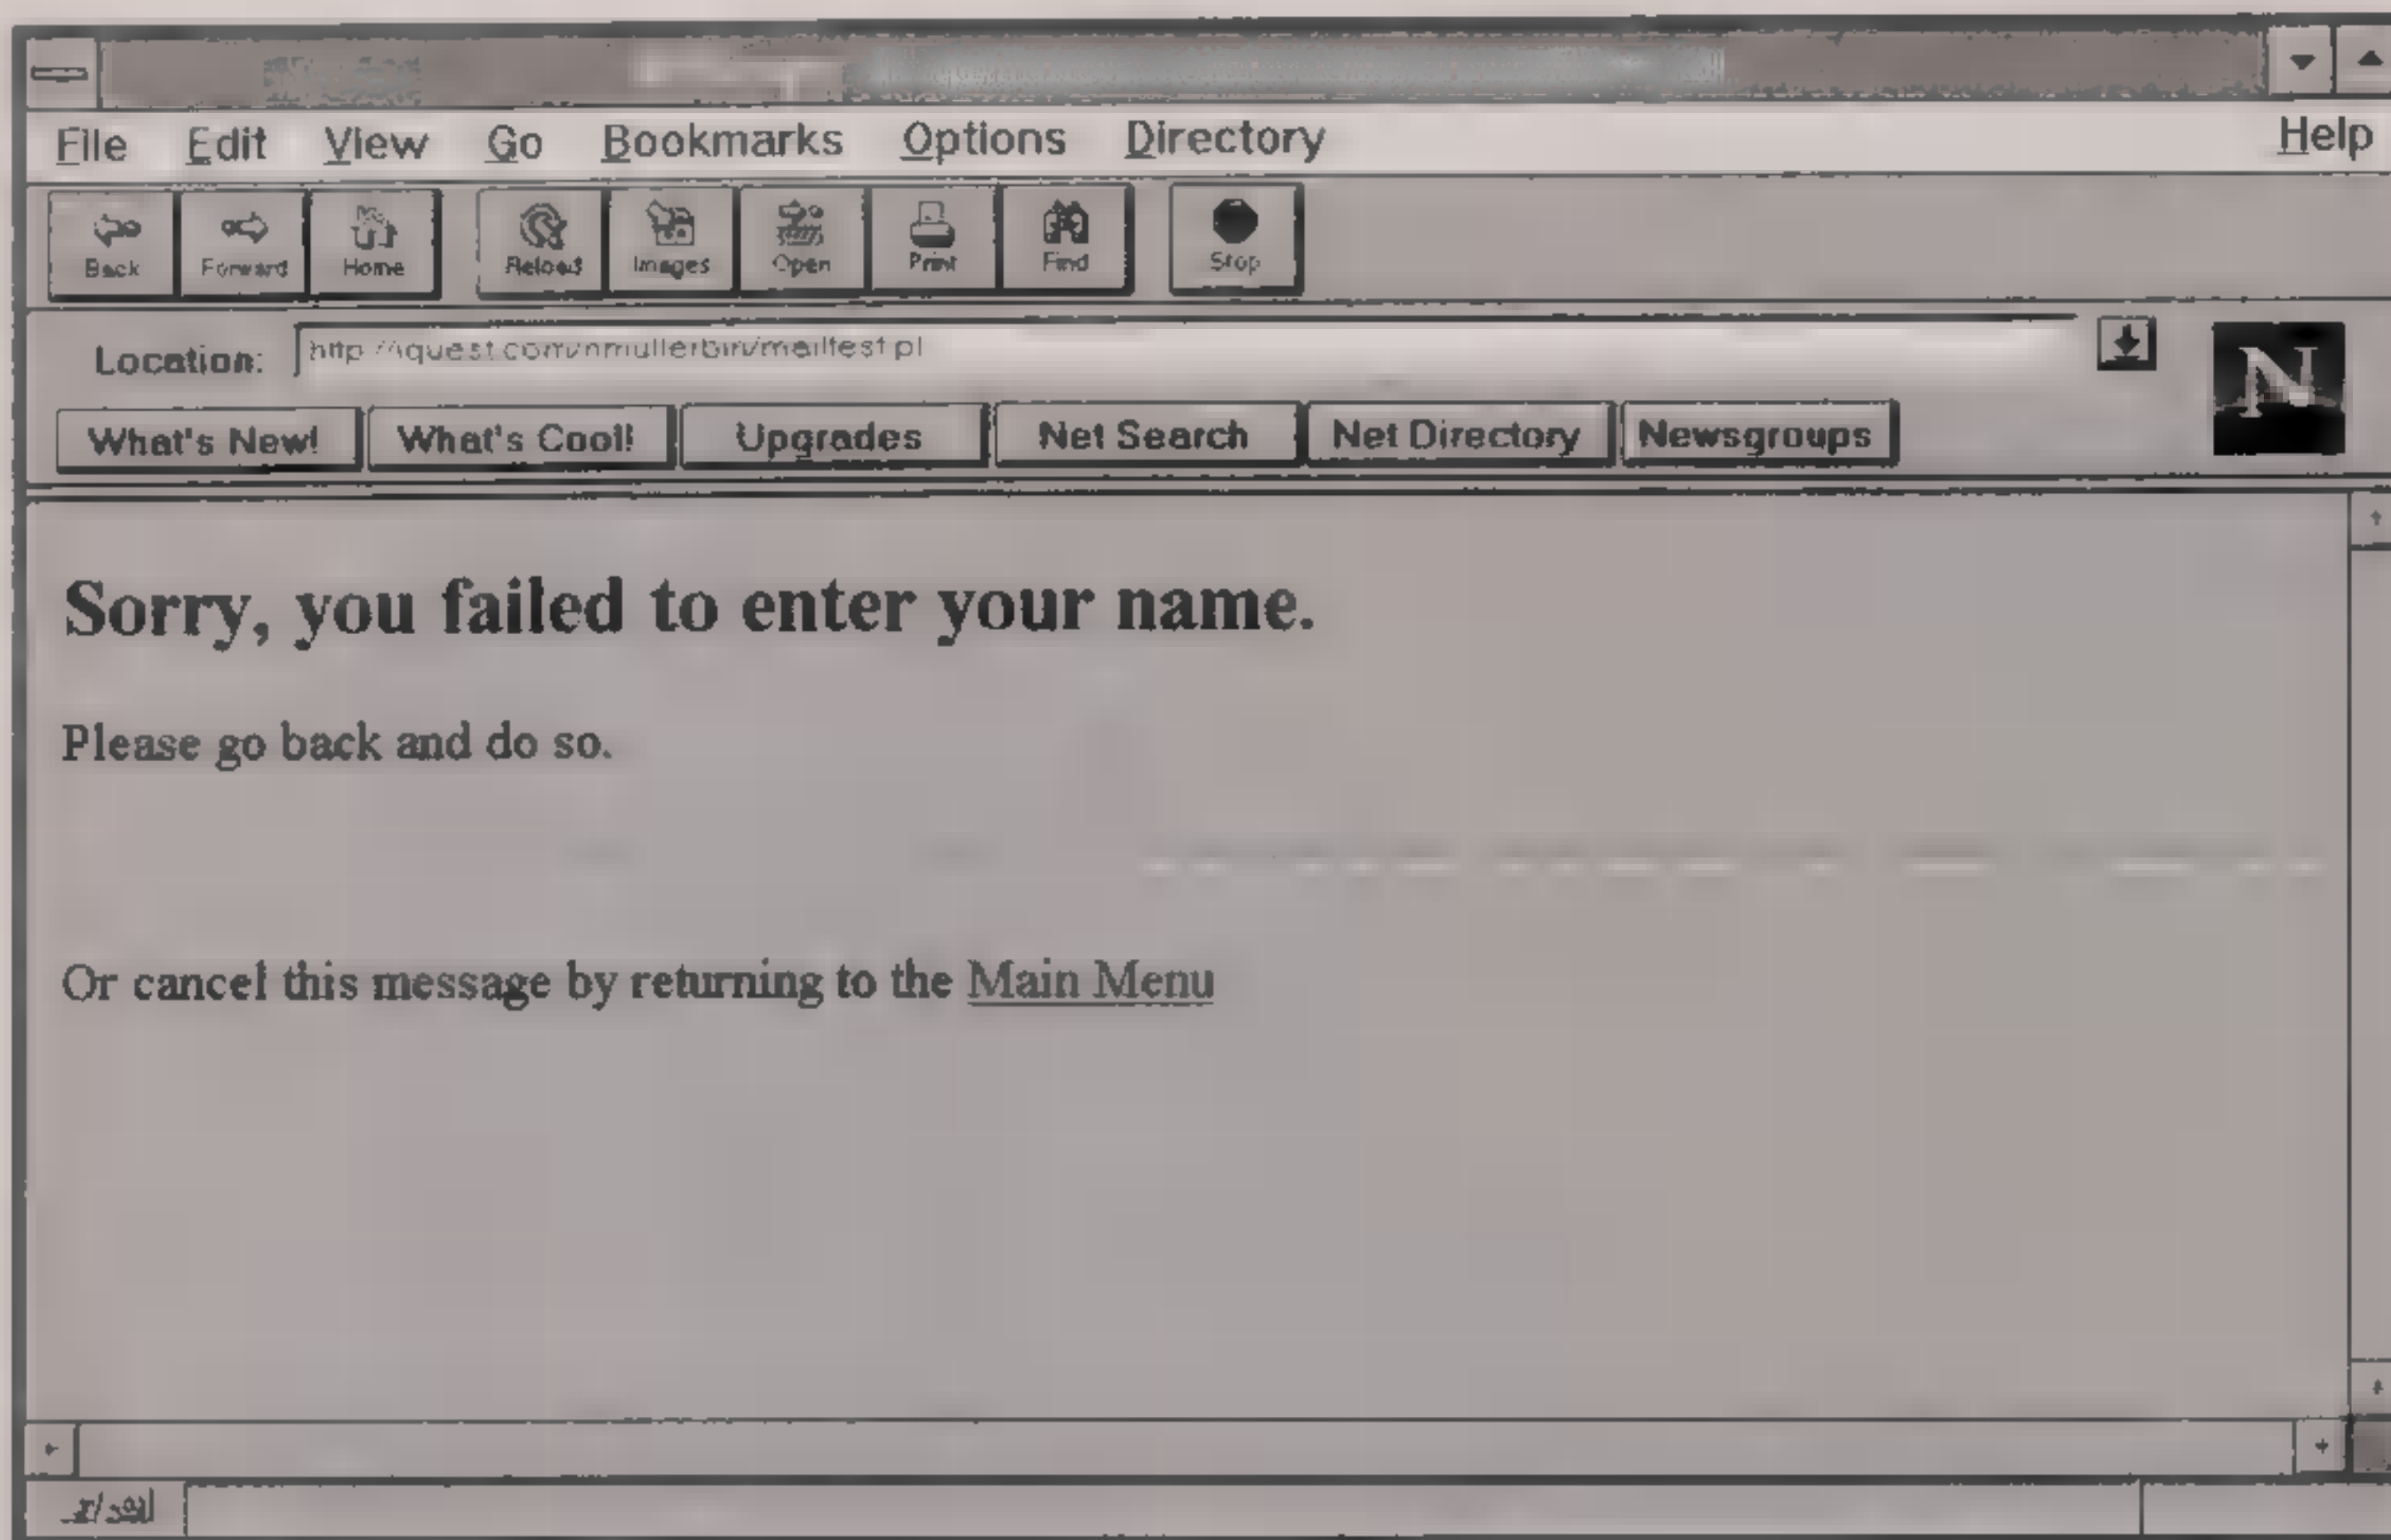 File Edit View Go Bookmarks Options Directory Help
Back Forward Home Reload Images Open Print Find Stop
Location:
N
What's New! What's Cool! Upgrades Net Search Net Directory Newsgroups
Sorry, you failed to enter your name.
Please go back and do so.
Or cancel this message by returning to the Main Menu